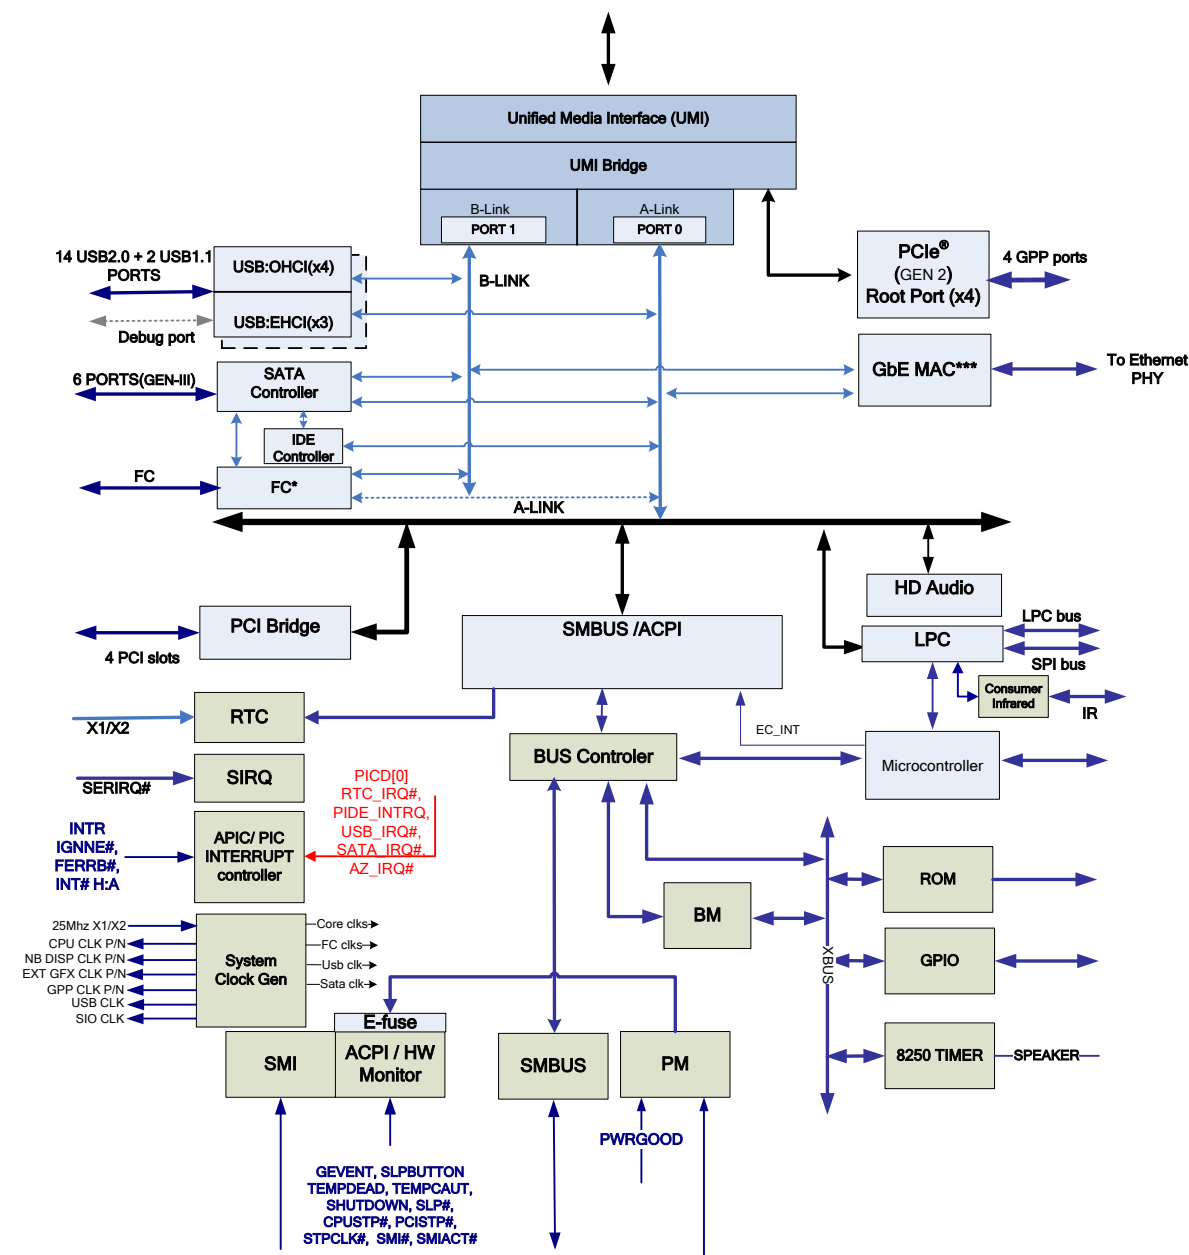 Unified Media Interface (UMI)
UMI Bridge
B-Link
PORT 1
A-Link
PORT 0
14 USB2.0 + 2 USB1.1
PORTS
USB:OHCI(x4)
USB:EHCI(x3)
Debug port
B-LINK
PCIe®
(GEN 2)
Root Port (x4)
4 GPP ports
6 PORTS(GEN-III)
SATA
Controller
GbE MAC***
To Ethernet
PHY
IDE
Controller
FC
FC*
A-LINK
HD Audio
PCI Bridge
4 PCI slots
SMBUS /ACPI
LPC
LPC bus
SPI bus
Consumer
Infrared
IR
X1/X2
RTC
EC_INT
BUS Controler
Microcontroller
SERIRQ#
SIRQ
PICD[0]
RTC_IRQ#,
PIDE_INTRQ,
USB_IRQ#,
SATA_IRQ#,
AZ_IRQ#
INTR
IGNNE#,
FERRB#,
INT# H:A
APIC/ PIC
INTERRUPT
controller
ROM
BM
XBUS
GPIO
25Mhz X1/X2
CPU CLK P/N
NB DISP CLK P/N
EXT GFX CLK P/N
GPP CLK P/N
USB CLK
SIO CLK
System
Clock Gen
Core clks
FC clks
Usb clk
Sata clk
E-fuse
SMI
ACPI / HW
Monitor
SMBUS
PM
8250 TIMER
SPEAKER
PWRGOOD
GEVENT, SLPBUTTON
TEMPDEAD, TEMPCAUT,
SHUTDOWN, SLP#,
CPUSTP#, PCISTP#,
STPCLK#, SMI#, SMIACT#